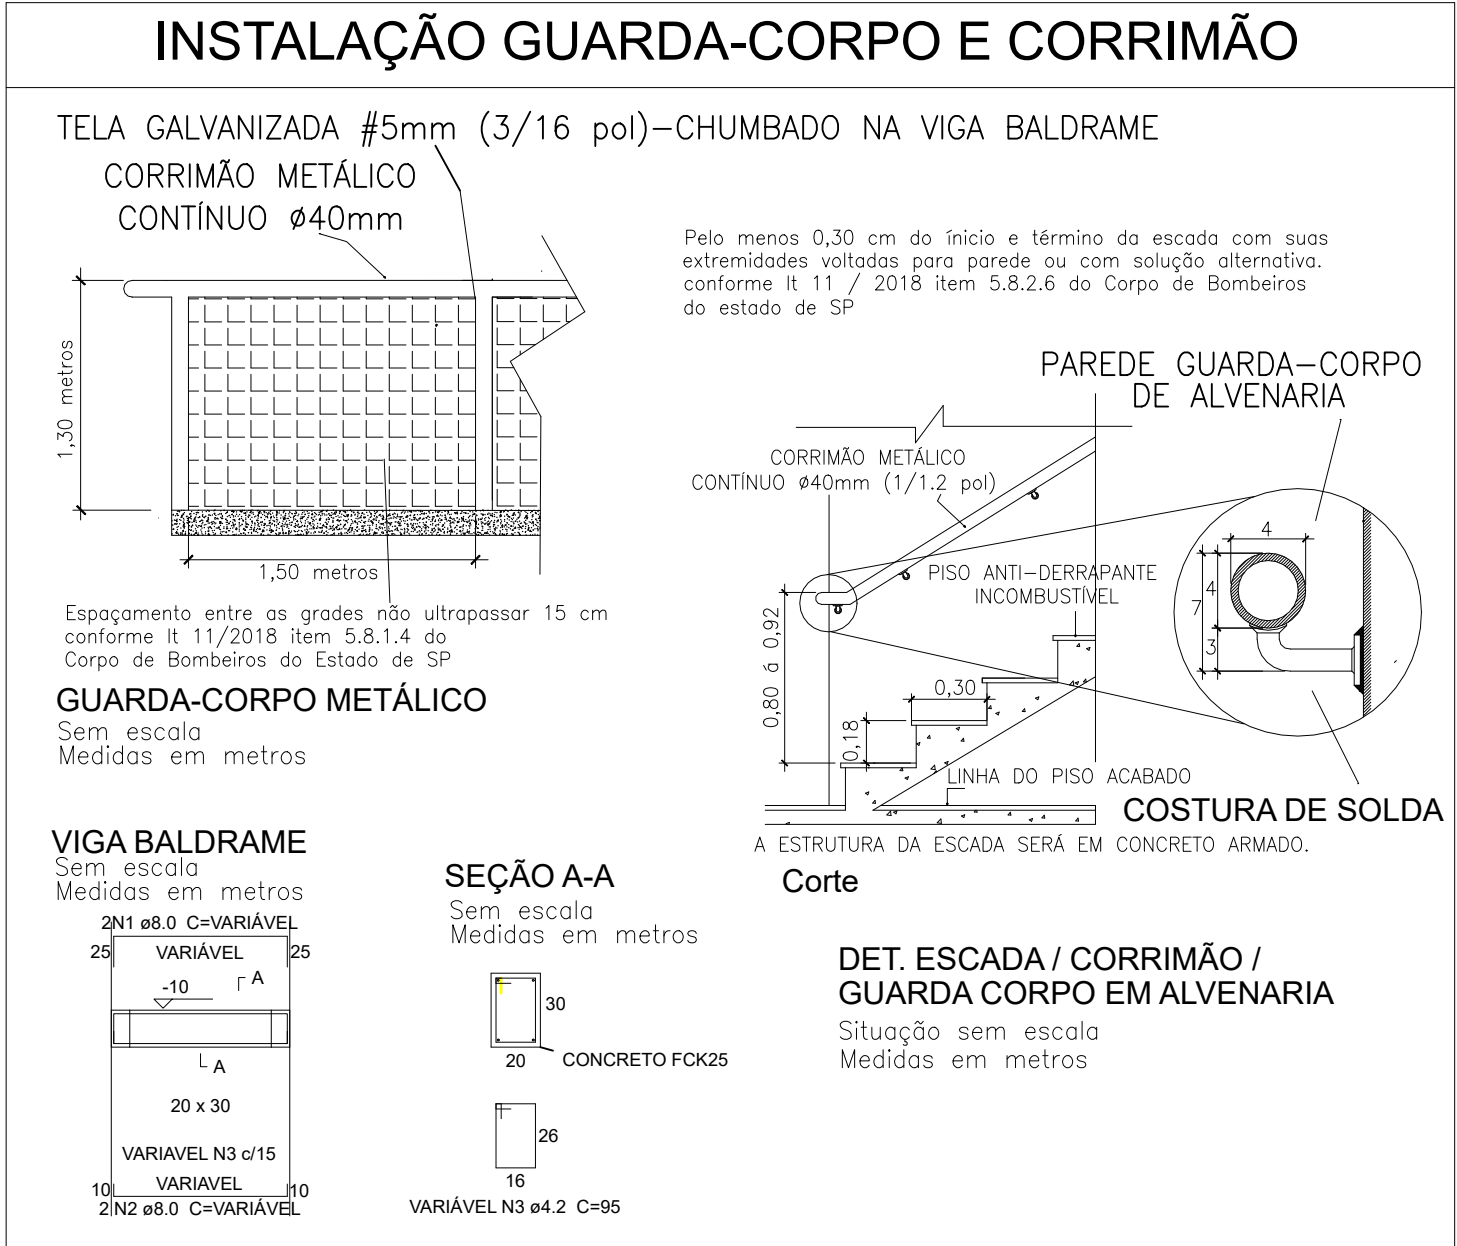 INSTALAÇÃO GUARDA-CORPO E CORRIMÃO
TELA GALVANIZADA #5mm (3/16 pol)-CHUMBADO NA VIGA BALDRAME
CORRIMÃO METÁLICO
CONTÍNUO ø40mm
1,30 metros
1,50 metros
Espaçamento entre as grades não ultrapassar 15 cm
conforme It 11/2018 item 5.8.1.4 do
Corpo de Bombeiros do Estado de SP
GUARDA-CORPO METÁLICO
Sem escala
Medidas em metros
Pelo menos 0,30 cm do ínicio e término da escada com suas
extremidades voltadas para parede ou com solução alternativa.
conforme It 11 / 2018 item 5.8.2.6 do Corpo de Bombeiros
do estado de SP
PAREDE GUARDA-CORPO
DE ALVENARIA
CORRIMÃO METÁLICO
CONTÍNUO ø40mm (1/1.2 pol)
PISO ANTI-DERRAPANTE
INCOMBUSTÍVEL
0,80 á 0,92
0,30
0,18
4
4
7
3
LINHA DO PISO ACABADO
COSTURA DE SOLDA
A ESTRUTURA DA ESCADA SERÁ EM CONCRETO ARMADO.
Corte
DET. ESCADA / CORRIMÃO /
GUARDA CORPO EM ALVENARIA
Situação sem escala
Medidas em metros
VIGA BALDRAME
Sem escala
Medidas em metros
2N1 ø8.0 C=VARIÁVEL
25 VARIÁVEL 25
-10
A
A
20 x 30
VARIAVEL N3 c/15
10 VARIAVEL 10
2N2 ø8.0 C=VARIÁVEL
SEÇÃO A-A
Sem escala
Medidas em metros
30
20
CONCRETO FCK25
26
16
VARIÁVEL N3 ø4.2 C=95